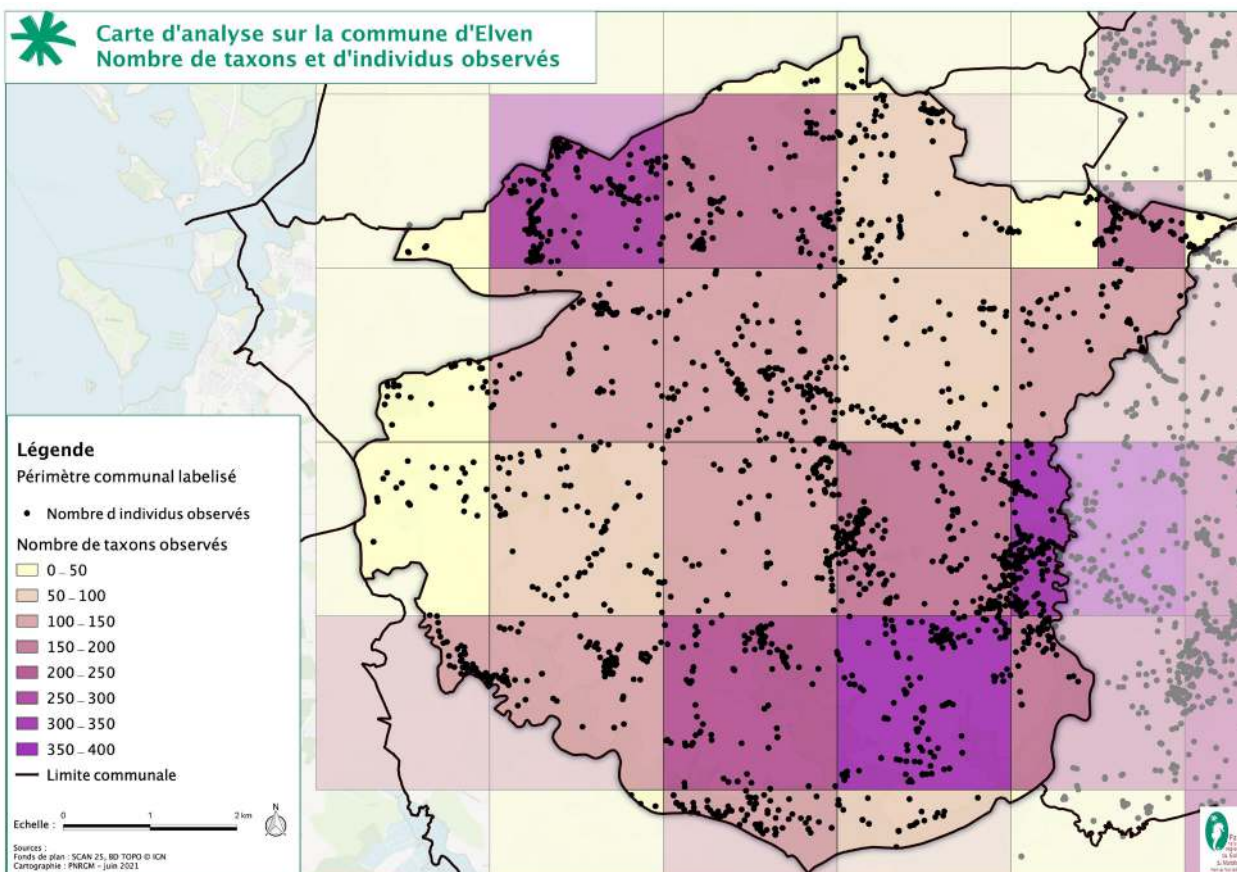 Carte d'analyse sur la commune d'Elven
Nombre de taxons et d'individus observés
Légende
Périmètre communal labelisé
Nombre d individus observés
Nombre de taxons observés
0 – 50
50 – 100
100 – 150
150 – 200
200 – 250
250 – 300
300 – 350
350 – 400
Limite communale
N
Echelle : 0 1 2 km
Sources :
Fonds de plan : SCAN 25, BD TOPO © IGN
Cartographie : PNRGM – juin 2021